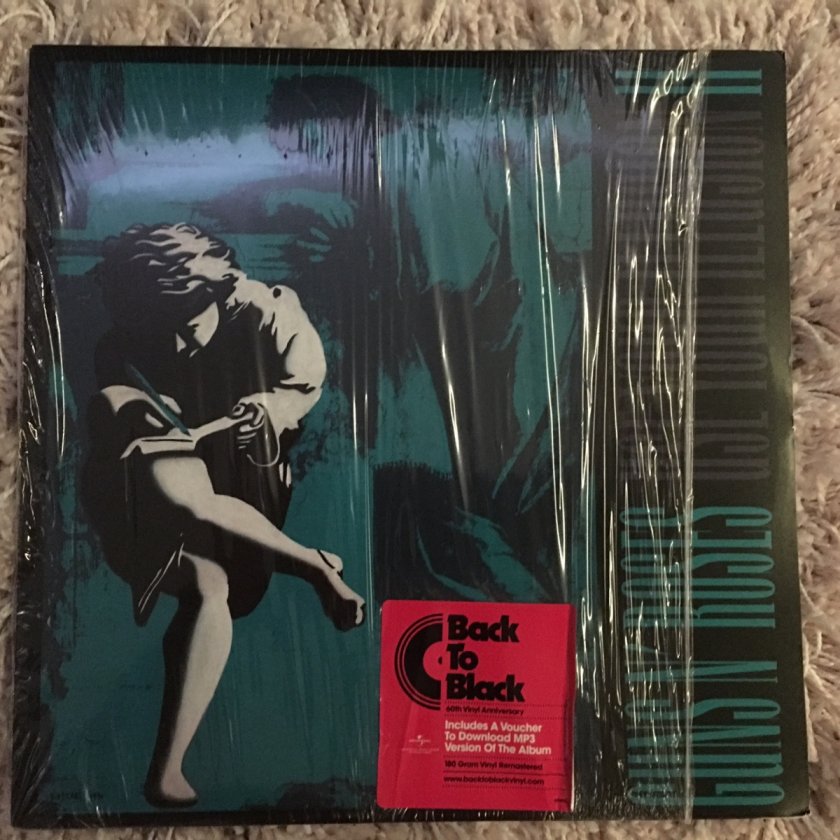 GUNS N' ROSES USE YOUR ILLUSION II
Back
To
Black
60th Vinyl Anniversary
Includes A Voucher
To Download MP3
Version Of The Album
180 Gram Vinyl Remastered
www.backtoblackvinyl.com